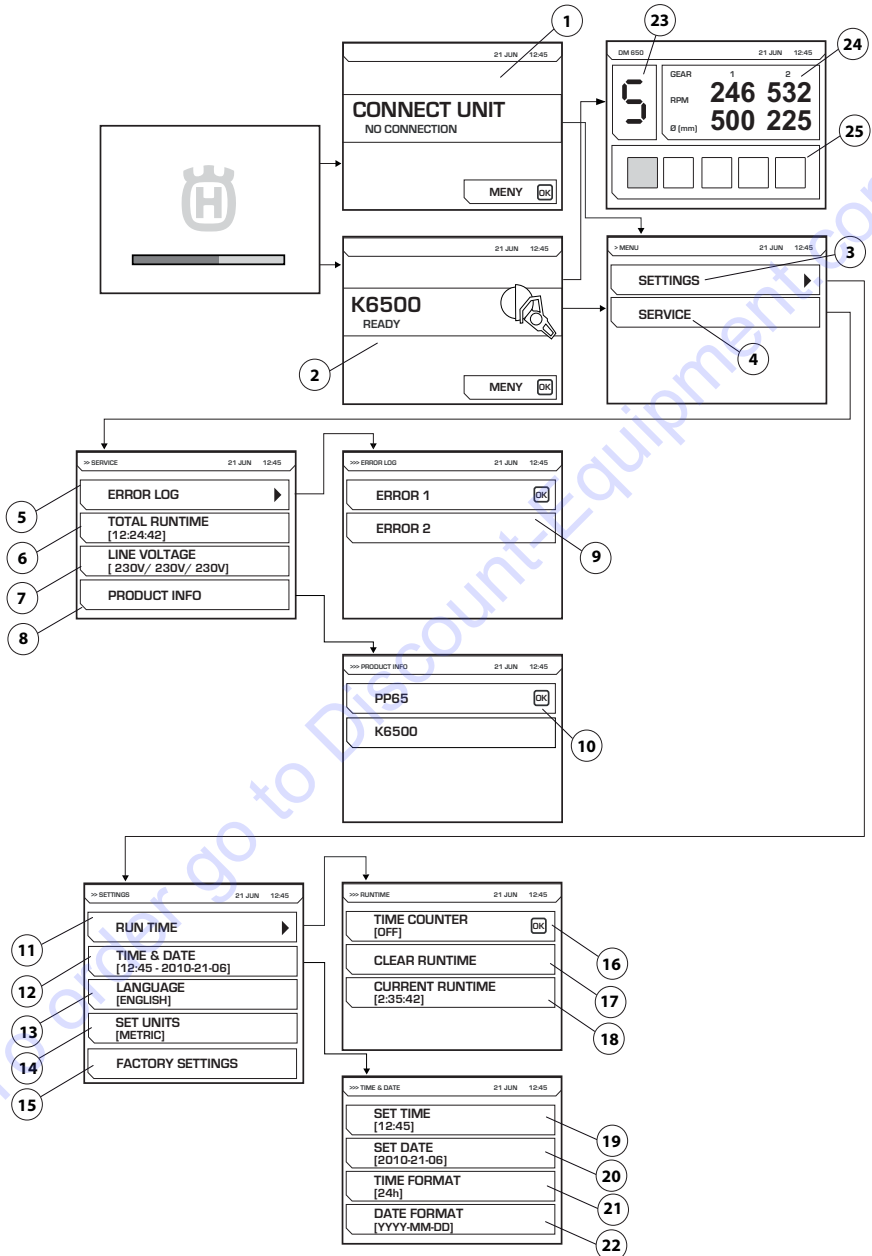 1
21 JUN 12:45
CONNECT UNIT
NO CONNECTION
MENY OK
23
24
25
DM 650 21 JUN 12:45
GEAR 1 2
RPM 246 532
Ø (mm) 500 225
5
H
21 JUN 12:45
K6500
READY
MENY OK
2
> MENU 21 JUN 12:45
SETTINGS
SERVICE
3
4
>> SERVICE 21 JUN 12:45
ERROR LOG
TOTAL RUNTIME
[12:24:42]
LINE VOLTAGE
[ 230V/ 230V/ 230V]
PRODUCT INFO
5
6
7
8
>>> ERROR LOG 21 JUN 12:45
ERROR 1 OK
ERROR 2
9
>>> PRODUCT INFO 21 JUN 12:45
PP65 OK
K6500
10
>> SETTINGS 21 JUN 12:45
RUN TIME
TIME & DATE
[12:45 - 2010-21-06]
LANGUAGE
[ENGLISH]
SET UNITS
[METRIC]
FACTORY SETTINGS
11
12
13
14
15
>>> RUNTIME 21 JUN 12:45
TIME COUNTER
[OFF] OK
CLEAR RUNTIME
CURRENT RUNTIME
[2:35:42]
16
17
18
>>> TIME & DATE 21 JUN 12:45
SET TIME
[12:45]
SET DATE
[2010-21-06]
TIME FORMAT
[24h]
DATE FORMAT
[YYYY-MM-DD]
19
20
21
22
To order go to Discount-Equipment.com